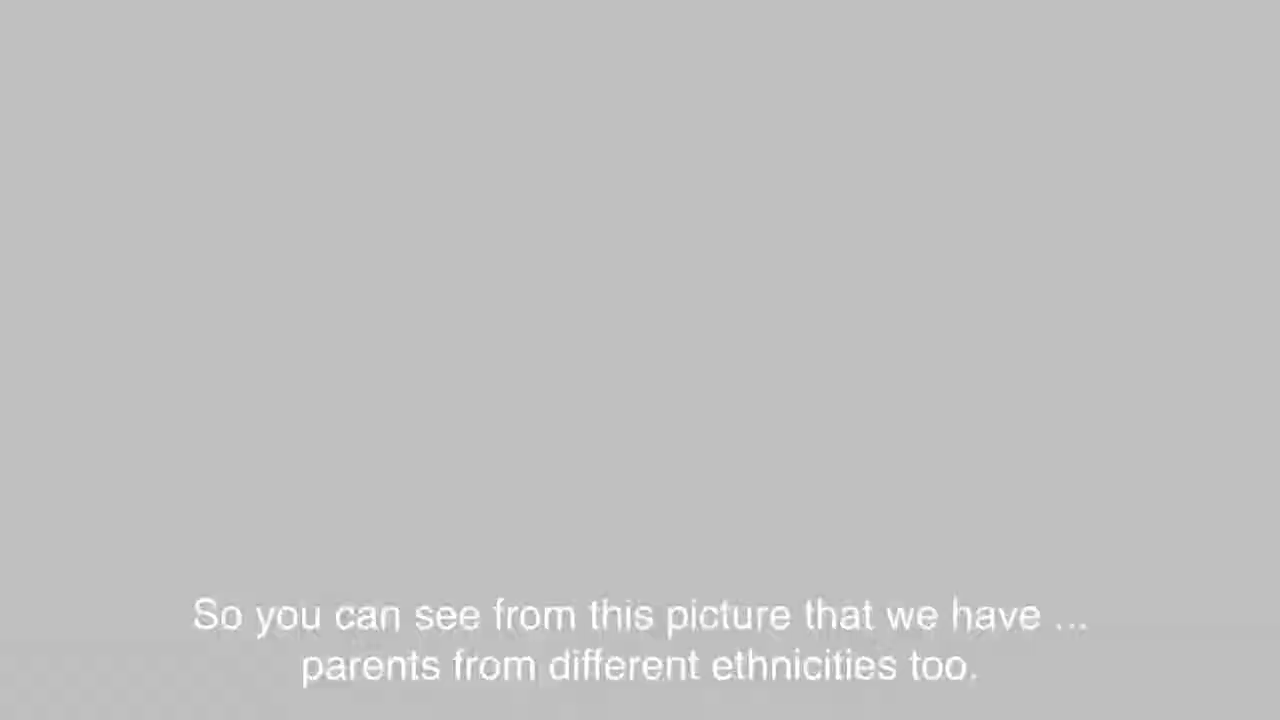 So you can see from this picture that we have ...
parents from different ethnicities too.